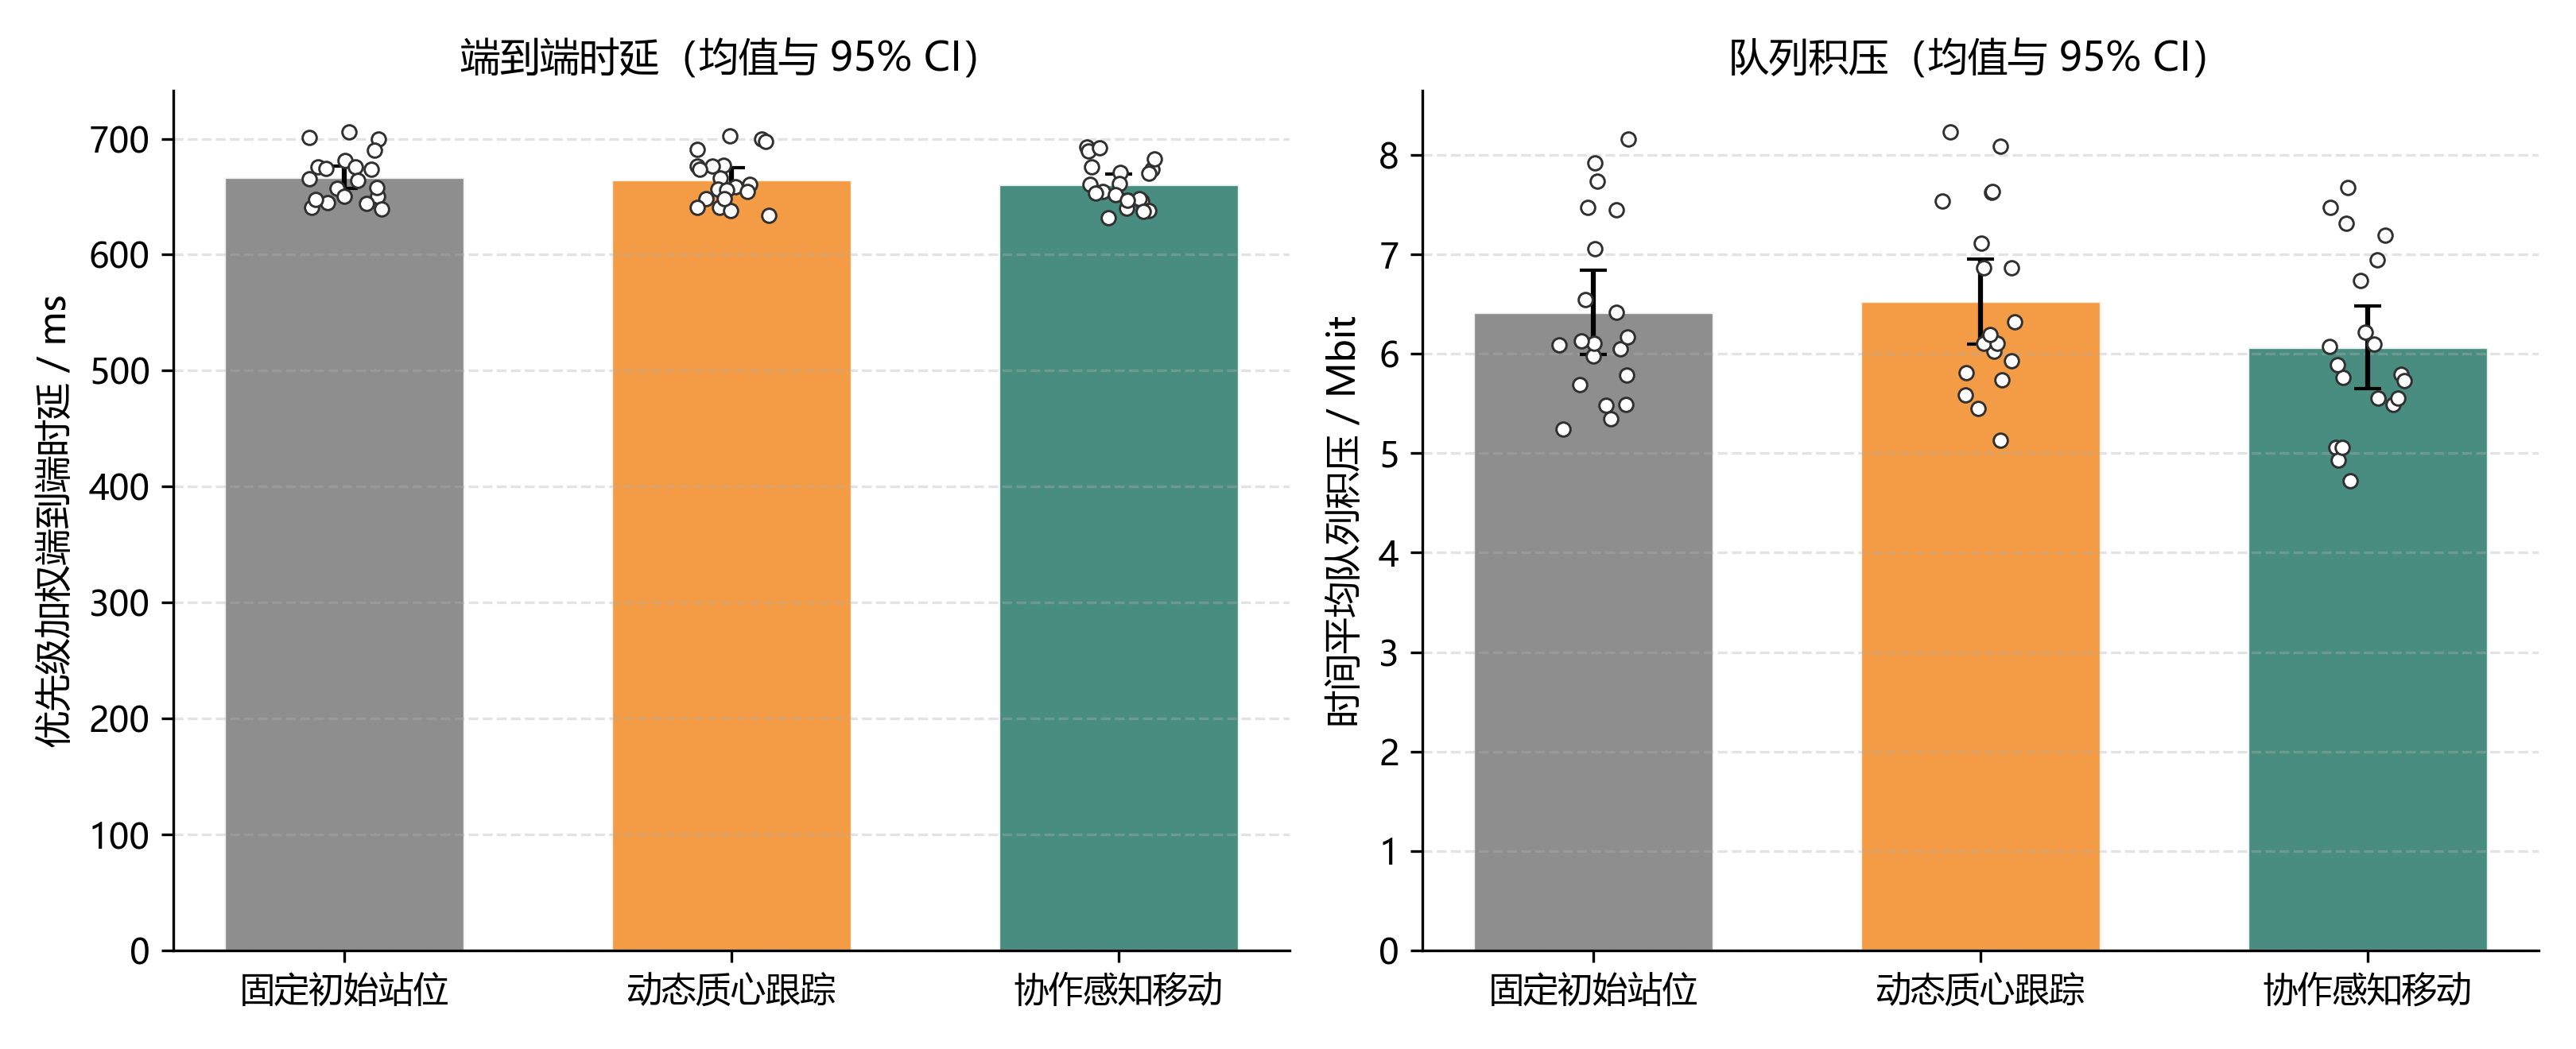 端到端时延（均值与 95% CI）
优先级加权端到端时延 / ms
700
600
500
400
300
200
100
0
固定初始站位
动态质心跟踪
协作感知移动
队列积压（均值与 95% CI）
时间平均队列积压 / Mbit
8
7
6
5
4
3
2
1
0
固定初始站位
动态质心跟踪
协作感知移动